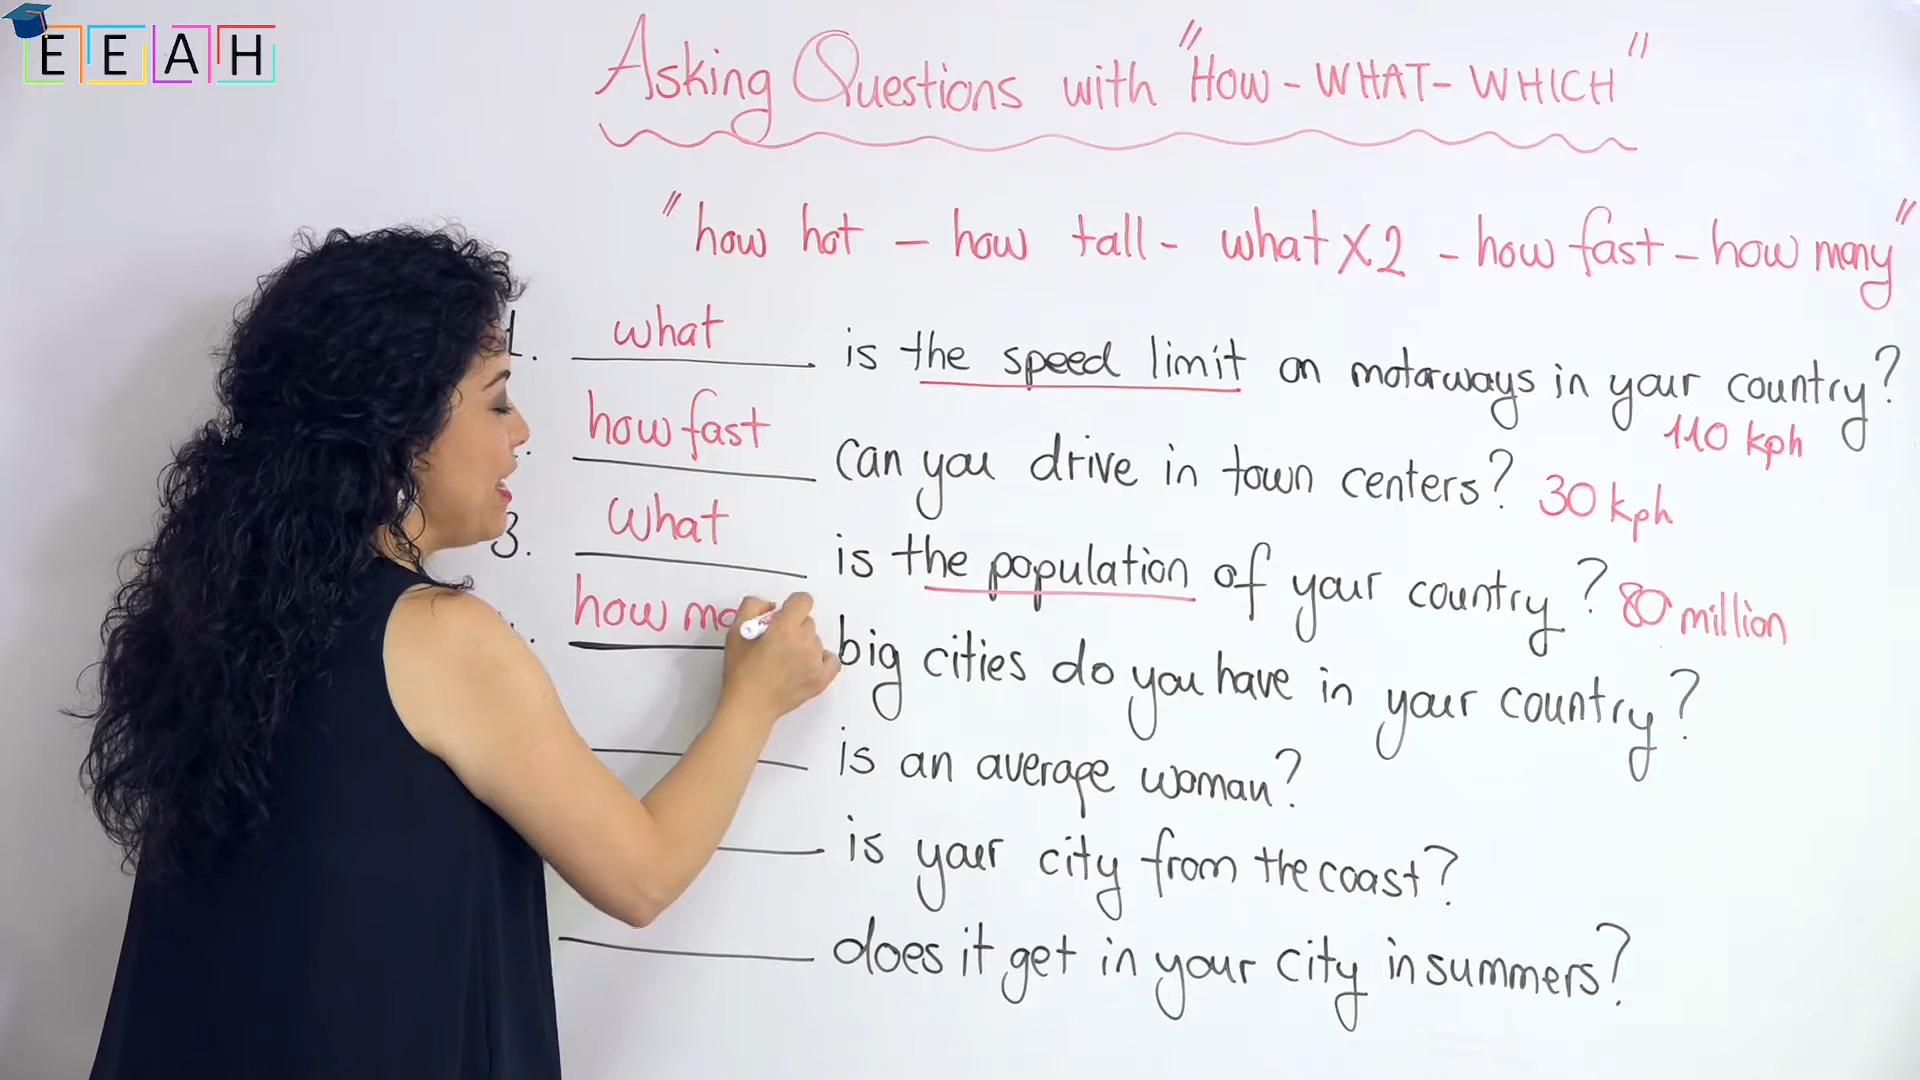 EEAH
Asking Questions with "How - WHAT - WHICH"
"how hot - how tall - what X2 - how fast - how many"
1. what is the speed limit on motorways in your country?
110 kph
how fast can you drive in town centers? 30 kph
3. what is the population of your country? 80 million
how ma big cities do you have in your country?
is an average woman?
is your city from the coast?
does it get in your city in summers?